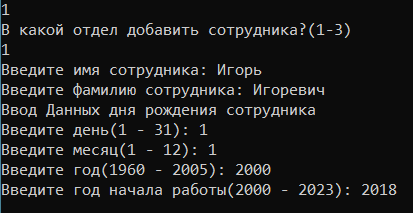 1
В какой отдел добавить сотрудника?(1-3)
1
Введите имя сотрудника: Игорь
Введите фамилию сотрудника: Игоревич
Ввод Данных дня рождения сотрудника
Введите день(1 - 31): 1
Введите месяц(1 - 12): 1
Введите год(1960 - 2005): 2000
Введите год начала работы(2000 - 2023): 2018